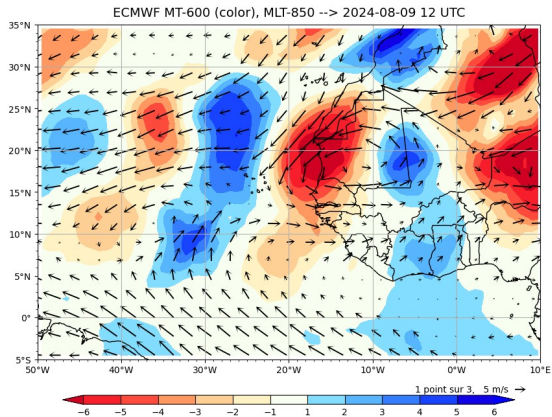 ECMWF MT-600 (color), MLT-850 --> 2024-08-09 12 UTC
35°N
30°N
25°N
20°N
15°N
10°N
5°N
0°
5°S
50°W 40°W 30°W 20°W 10°W 0°W 10°E
1 point sur 3, 5 m/s
−6 −5 −4 −3 −2 −1 1 2 3 4 5 6